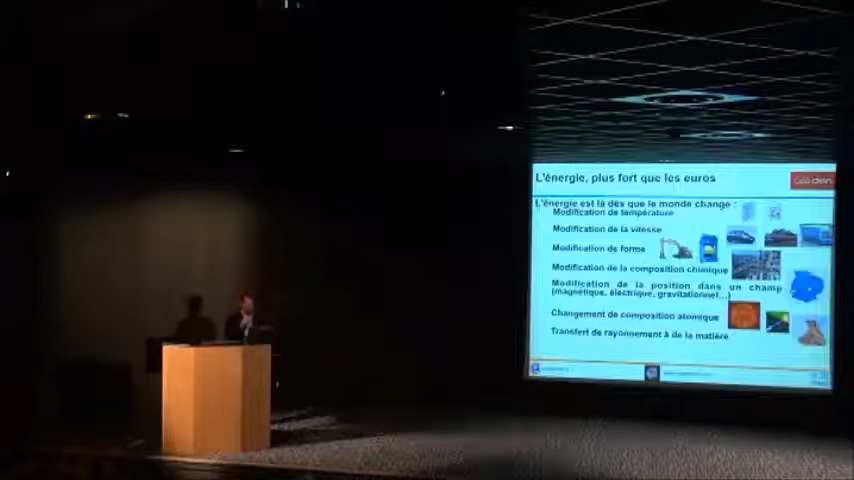 L'énergie, plus fort que les euros
L'énergie est là dès que le monde change :
Modification de température
Modification de la vitesse
Modification de forme
Modification de la composition chimique
Modification de la position dans un champ
(magnétique, électrique, gravitationnel...)
Changement de composition atomique
Transfert de rayonnement à de la matière